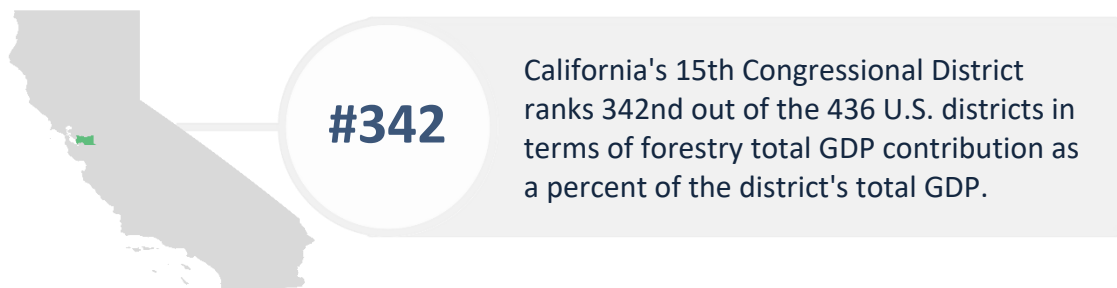 #342
California's 15th Congressional District
ranks 342nd out of the 436 U.S. districts in
terms of forestry total GDP contribution as
a percent of the district's total GDP.